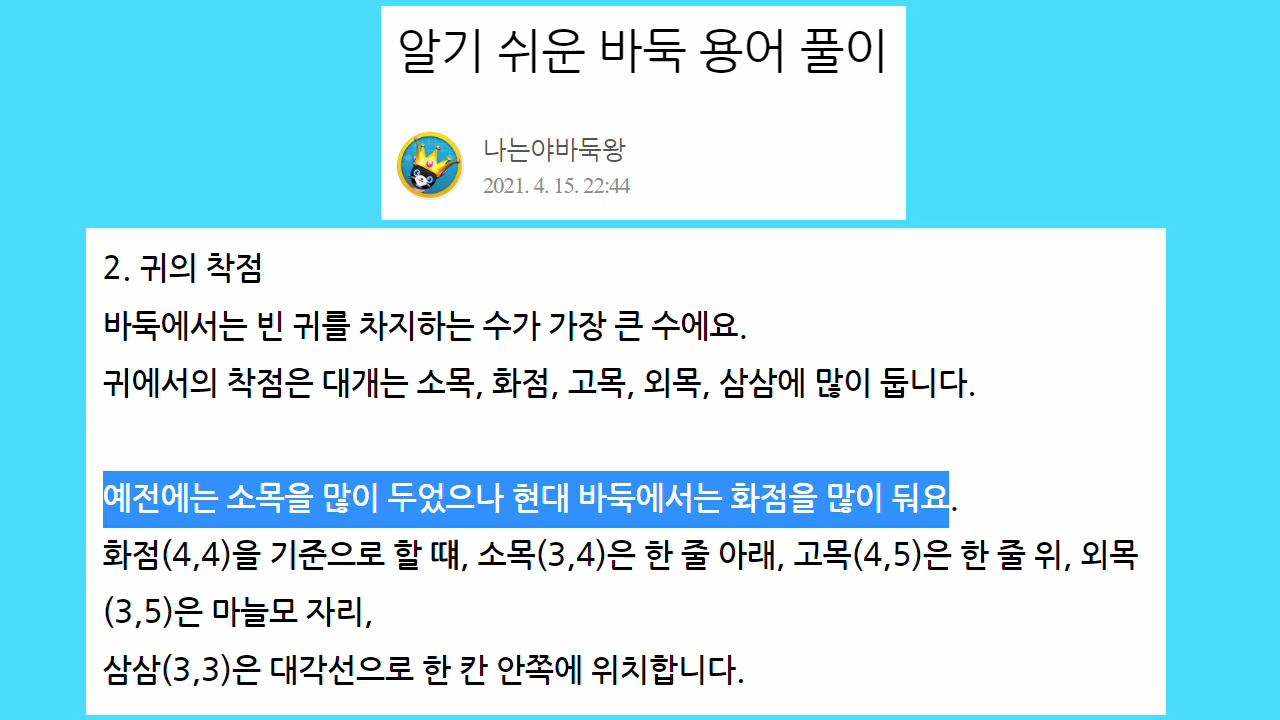 알기 쉬운 바둑 용어 풀이
나는야바둑왕
2021. 4. 15. 22:44
2. 귀의 착점
바둑에서는 빈 귀를 차지하는 수가 가장 큰 수에요.
귀에서의 착점은 대개는 소목, 화점, 고목, 외목, 삼삼에 많이 둡니다.
예전에는 소목을 많이 두었으나 현대 바둑에서는 화점을 많이 둬요.
화점(4,4)을 기준으로 할 떄, 소목(3,4)은 한 줄 아래, 고목(4,5)은 한 줄 위, 외목
(3,5)은 마늘모 자리,
삼삼(3,3)은 대각선으로 한 칸 안쪽에 위치합니다.